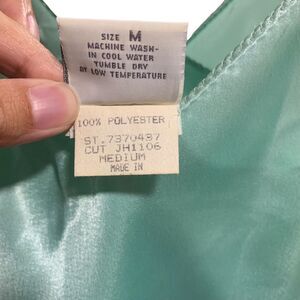 SIZE M
MACHINE WASH-
IN COOL WATER
TUMBLE DRY
AT LOW TEMPERATURE
100% POLYESTER
ST.7370487
CUT JH1106
MEDIUM
MADE IN